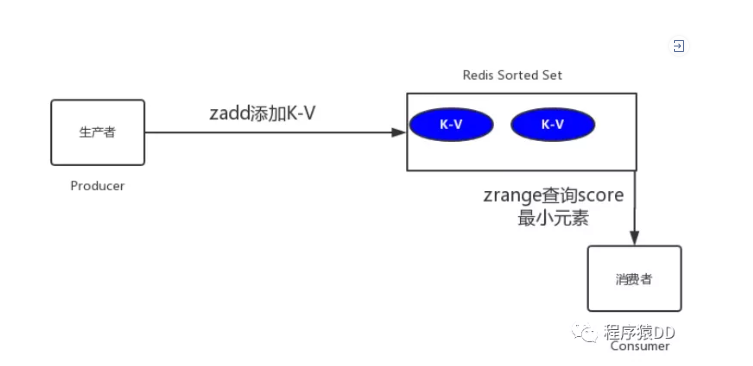 Redis Sorted Set
zadd添加K-V
生产者
K-V
K-V
Producer
zrange查询score
最小元素
消费者
程序猿DD
Consumer